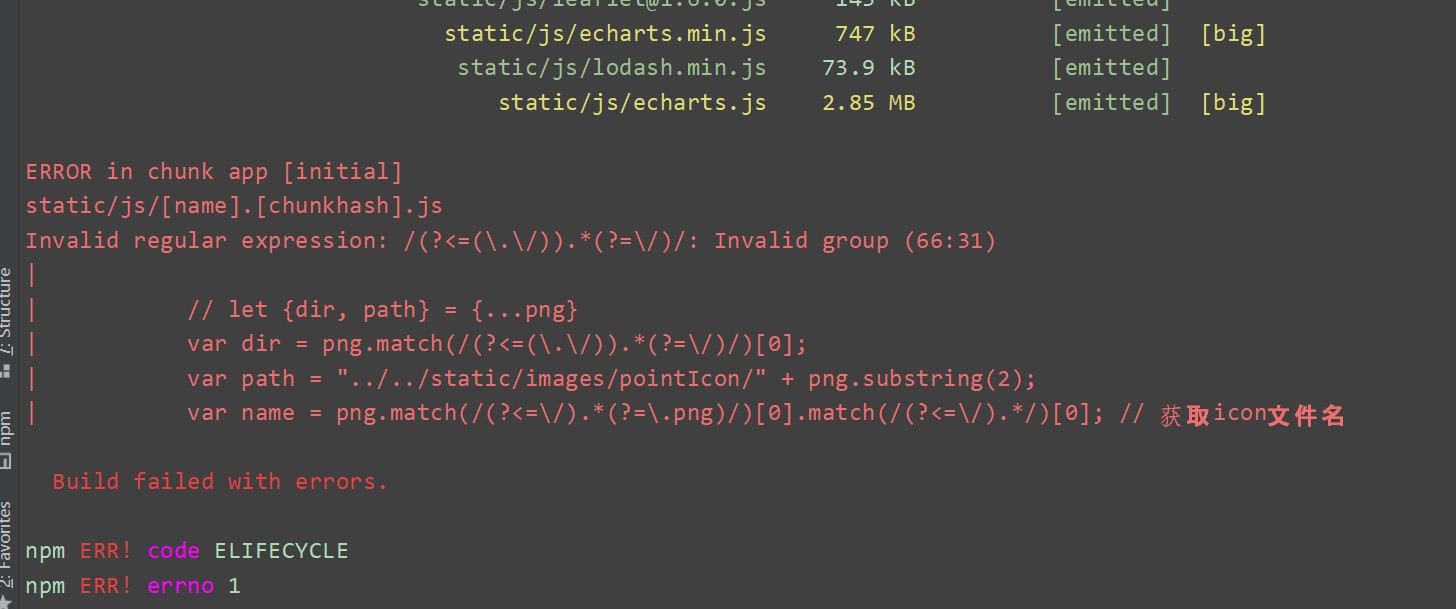 static/js/leaflet@1.6.0.js 145 kB [emitted]
static/js/echarts.min.js 747 kB [emitted] [big]
static/js/lodash.min.js 73.9 kB [emitted]
static/js/echarts.js 2.85 MB [emitted] [big]
ERROR in chunk app [initial]
static/js/[name].[chunkhash].js
Invalid regular expression: /(?<=(\.\/)).*(?=\/)/: Invalid group (66:31)
|
| // let {dir, path} = {...png}
| var dir = png.match(/(?<=(\.\/)).*(?=\/)/)[0];
| var path = "../../static/images/pointIcon/" + png.substring(2);
| var name = png.match(/(?<=\/).*(?=\.png)/)[0].match(/(?<=\/).*/)[0]; // 获取icon文件名
Build failed with errors.
npm ERR! code ELIFECYCLE
npm ERR! errno 1
7: Structure
npm
2: Favorites